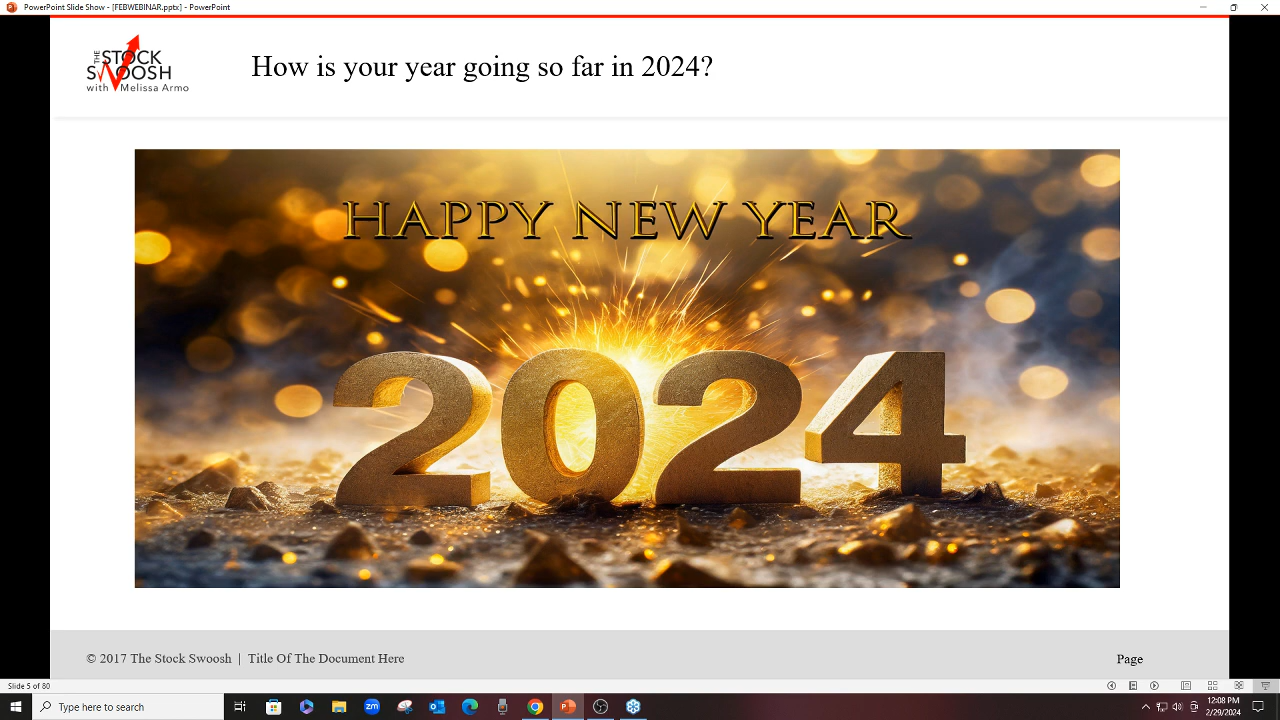 PowerPoint Slide Show - [FEBWEBINAR.pptx] - PowerPoint
THE STOCK
SWOOSH
with Melissa Armo
How is your year going so far in 2024?
HAPPY NEW YEAR
2024
© 2017 The Stock Swoosh | Title Of The Document Here
Page
Slide 5 of 80
Type here to search
zm
12:08 PM
2/29/2024